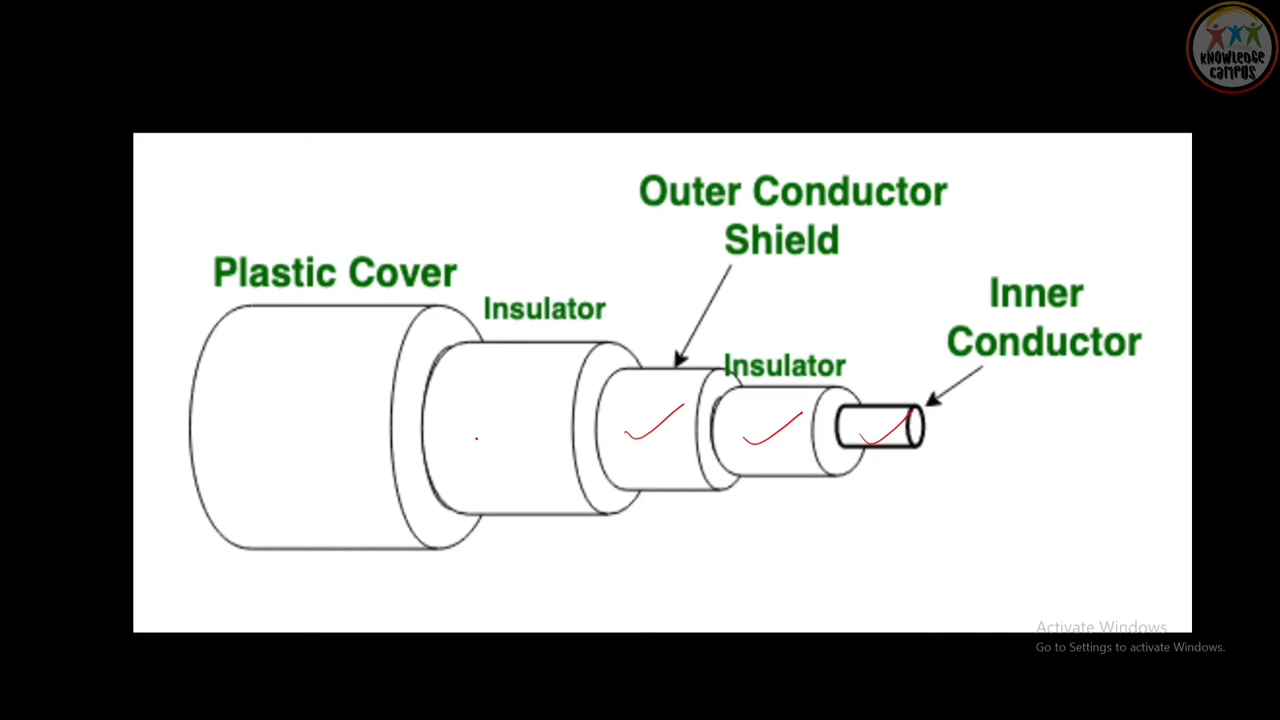 KNOWLEDGE
CAMPUS
Outer Conductor
Shield
Plastic Cover
Insulator
Inner
Conductor
Insulator
Activate Windows
Go to Settings to activate Windows.